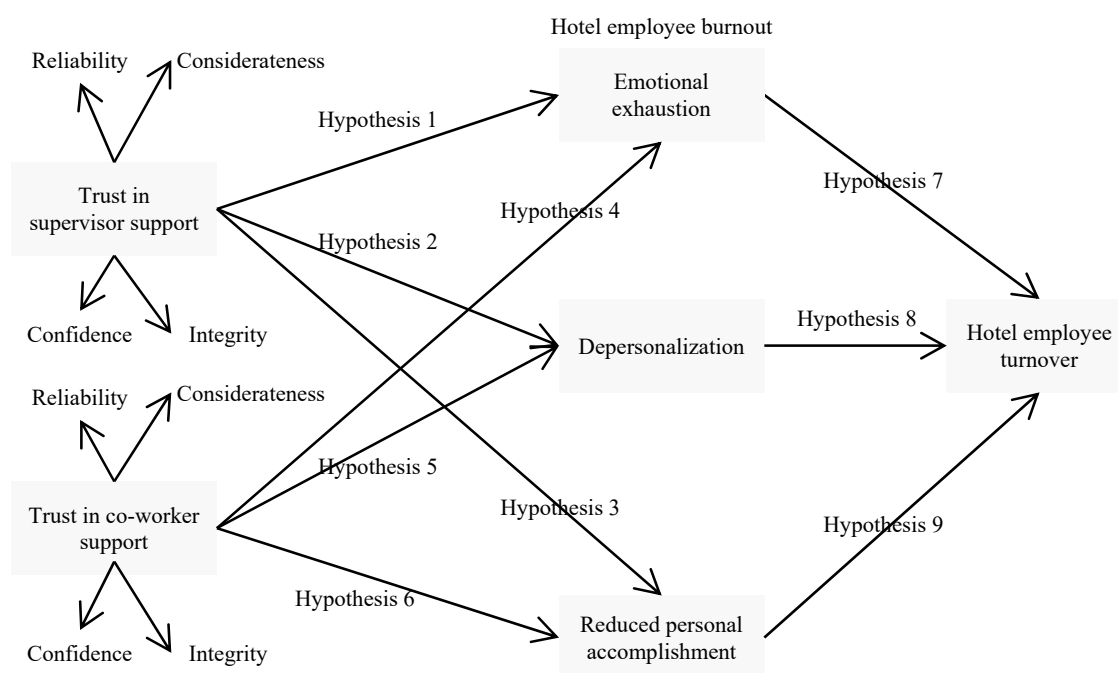 Hotel employee burnout
Reliability
Considerateness
Emotional
exhaustion
Hypothesis 1
Trust in
supervisor support
Hypothesis 7
Hypothesis 4
Hypothesis 2
Confidence
Integrity
Depersonalization
Hypothesis 8
Hotel employee
turnover
Reliability
Considerateness
Hypothesis 5
Hypothesis 3
Trust in co-worker
support
Hypothesis 9
Hypothesis 6
Reduced personal
accomplishment
Confidence
Integrity